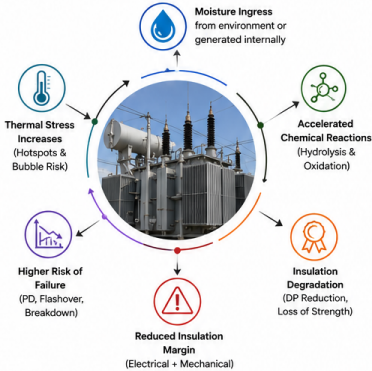 Moisture Ingress
from environment or
generated internally
Accelerated
Chemical Reactions
(Hydrolysis &
Oxidation)
Insulation
Degradation
(DP Reduction,
Loss of Strength)
Reduced Insulation
Margin
(Electrical + Mechanical)
Higher Risk of
Failure
(PD, Flashover,
Breakdown)
Thermal Stress
Increases
(Hotspots &
Bubble Risk)